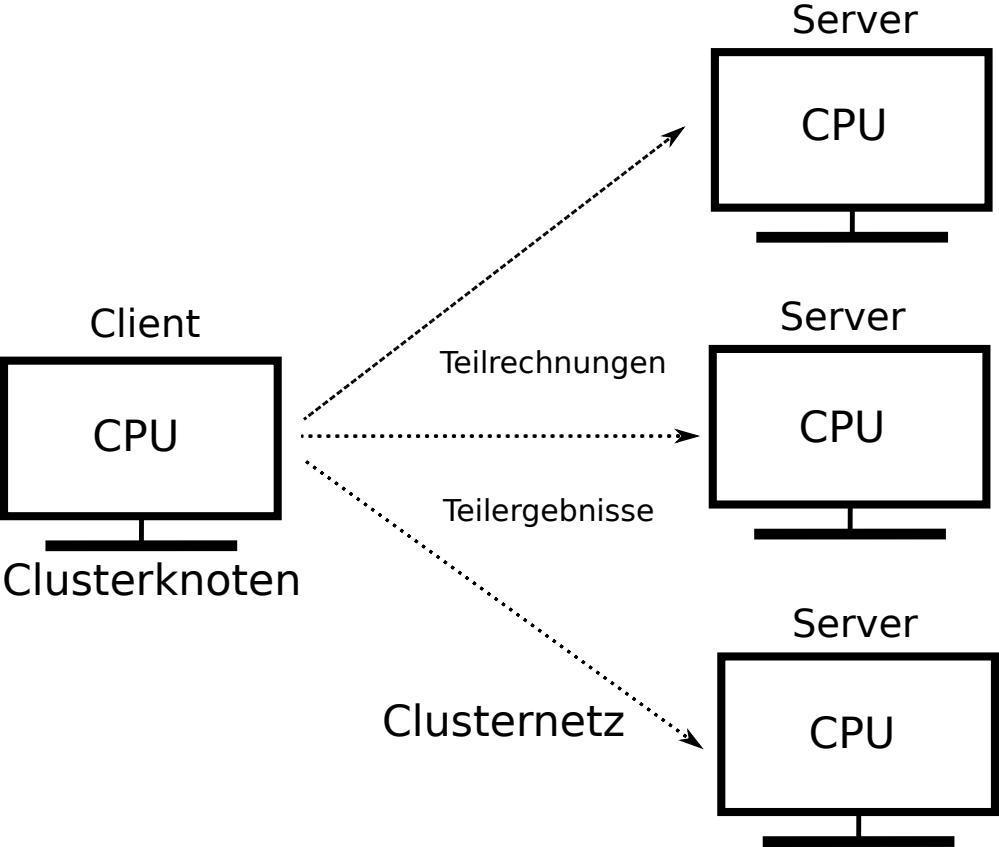 Server
CPU
Client
CPU
Clusterknoten
Teilrechnungen
Server
CPU
Teilergebnisse
Clusternetz
Server
CPU